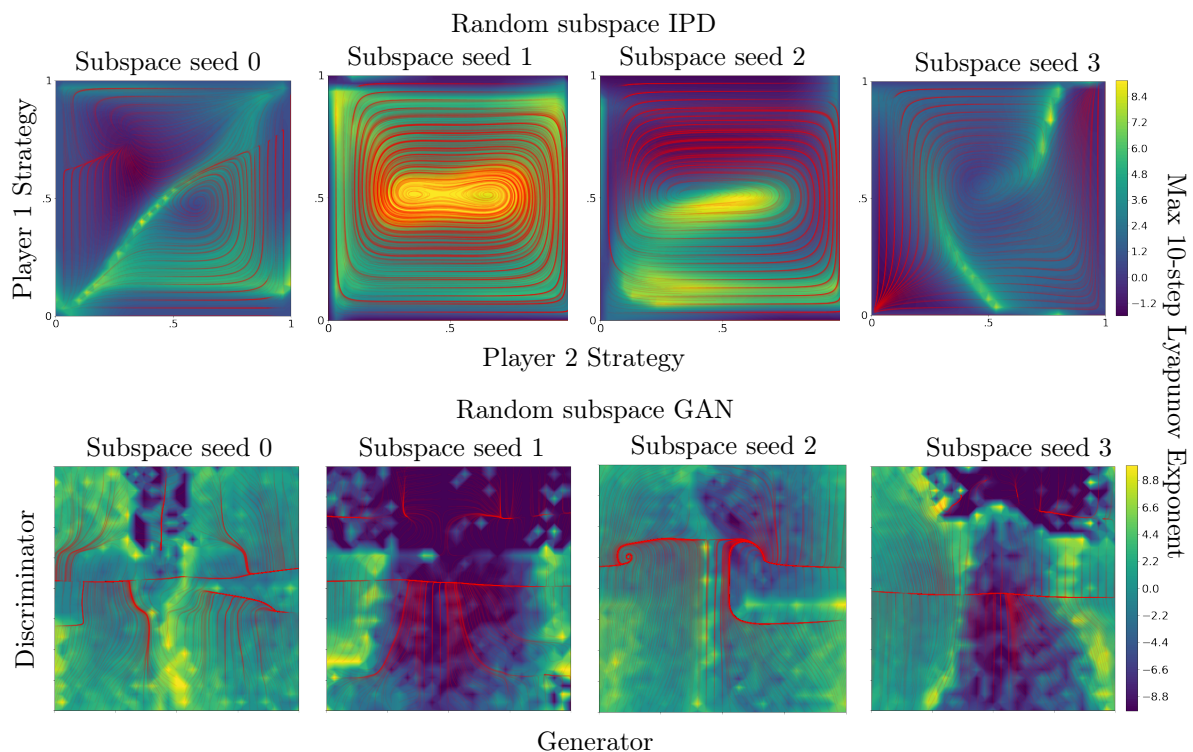 Random subspace IPD
Subspace seed 0
Subspace seed 1
Subspace seed 2
Subspace seed 3
Player 1 Strategy
1
.5
0
0
.5
1
1
.5
0
0
.5
1
.5
0
0
.5
1
.5
0
0
.5
1
8.4
7.2
6.0
4.8
3.6
2.4
1.2
0.0
−1.2
Player 2 Strategy
Max 10-step Lyapunov Exponent
Random subspace GAN
Subspace seed 0
Subspace seed 1
Subspace seed 2
Subspace seed 3
Discriminator
8.8
6.6
4.4
2.2
0.0
−2.2
−4.4
−6.6
−8.8
Generator